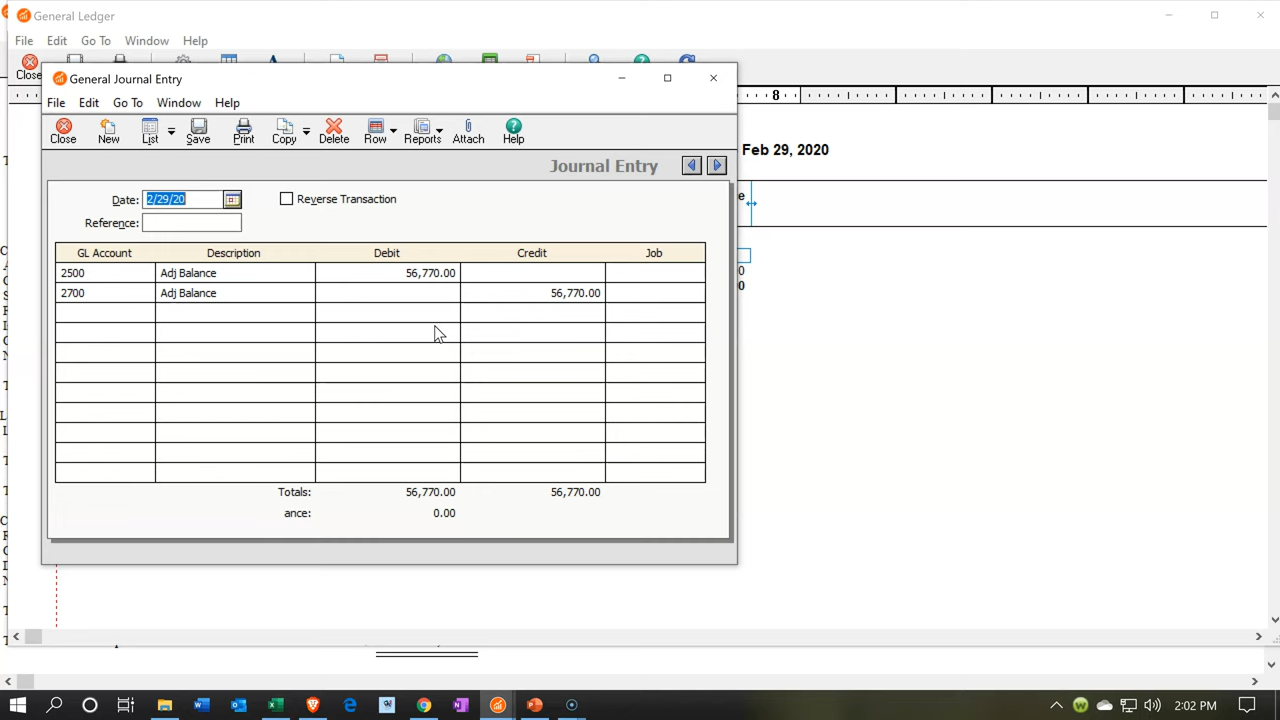 General Ledger
File Edit Go To Window Help
Close
General Journal Entry
File Edit Go To Window Help
8
Close New List Save Print Copy Delete Row Reports Attach Help
Feb 29, 2020
Journal Entry
Date: 2/29/20 Reverse Transaction
Reference:
GL Account Description Debit Credit Job
2500 Adj Balance 56,770.00
2700 Adj Balance 56,770.00
Totals: 56,770.00 56,770.00
ance: 0.00
2:02 PM